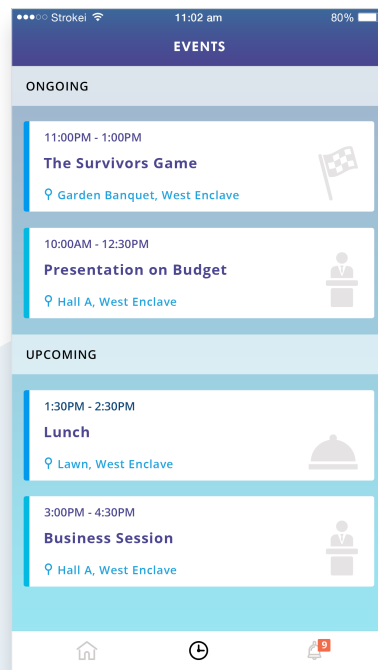 Strokei 11:02 am 80%
EVENTS
ONGOING
11:00PM - 1:00PM
The Survivors Game
Garden Banquet, West Enclave
10:00AM - 12:30PM
Presentation on Budget
Hall A, West Enclave
UPCOMING
1:30PM - 2:30PM
Lunch
Lawn, West Enclave
3:00PM - 4:30PM
Business Session
Hall A, West Enclave
9